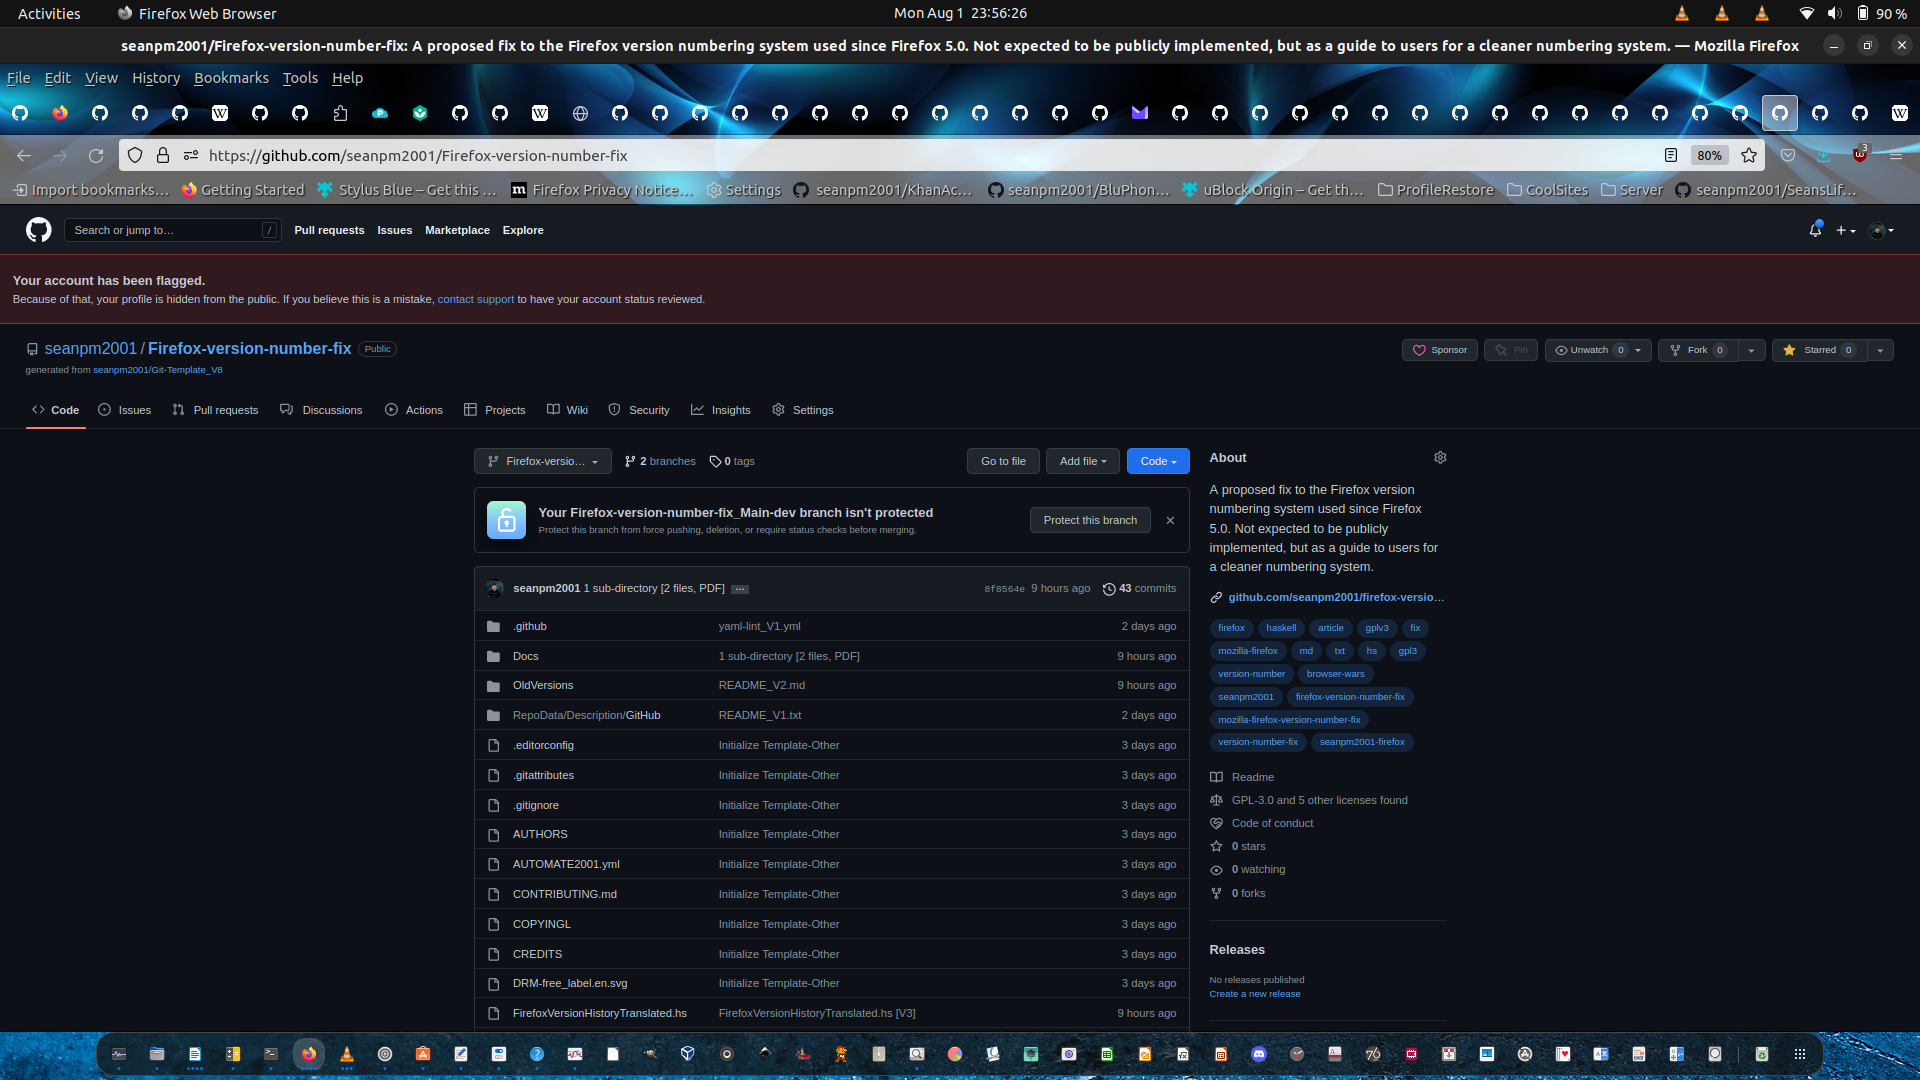 Activities Firefox Web Browser Mon Aug 1 23:56:26 90 %
seanpm2001/Firefox-version-number-fix: A proposed fix to the Firefox version numbering system used since Firefox 5.0. Not expected to be publicly implemented, but as a guide to users for a cleaner numbering system. — Mozilla Firefox
File Edit View History Bookmarks Tools Help
https://github.com/seanpm2001/Firefox-version-number-fix 80% 3
Import bookmarks… Getting Started Stylus Blue – Get this … Firefox Privacy Notice… Settings seanpm2001/KhanAc… seanpm2001/BluPhon… uBlock Origin – Get th… ProfileRestore CoolSites Server seanpm2001/SeansLif…
Search or jump to… / Pull requests Issues Marketplace Explore
Your account has been flagged.
Because of that, your profile is hidden from the public. If you believe this is a mistake, contact support to have your account status reviewed.
seanpm2001 / Firefox-version-number-fix Public Sponsor Pin Unwatch 0 Fork 0 Starred 0
generated from seanpm2001/Git-Template_V8
Code Issues Pull requests Discussions Actions Projects Wiki Security Insights Settings
Firefox-versio… 2 branches 0 tags Go to file Add file Code
Your Firefox-version-number-fix_Main-dev branch isn't protected
Protect this branch from force pushing, deletion, or require status checks before merging.
Protect this branch
seanpm2001 1 sub-directory [2 files, PDF] … 8f8564e 9 hours ago 43 commits
.github yaml-lint_V1.yml 2 days ago
Docs 1 sub-directory [2 files, PDF] 9 hours ago
OldVersions README_V2.md 9 hours ago
RepoData/Description/GitHub README_V1.txt 2 days ago
.editorconfig Initialize Template-Other 3 days ago
.gitattributes Initialize Template-Other 3 days ago
.gitignore Initialize Template-Other 3 days ago
AUTHORS Initialize Template-Other 3 days ago
AUTOMATE2001.yml Initialize Template-Other 3 days ago
CONTRIBUTING.md Initialize Template-Other 3 days ago
COPYINGL Initialize Template-Other 3 days ago
CREDITS Initialize Template-Other 3 days ago
DRM-free_label.en.svg Initialize Template-Other 3 days ago
FirefoxVersionHistoryTranslated.hs FirefoxVersionHistoryTranslated.hs [V3] 9 hours ago
About
A proposed fix to the Firefox version
numbering system used since Firefox
5.0. Not expected to be publicly
implemented, but as a guide to users for
a cleaner numbering system.
github.com/seanpm2001/firefox-versio…
firefox haskell article gplv3 fix
mozilla-firefox md txt hs gpl3
version-number browser-wars
seanpm2001 firefox-version-number-fix
mozilla-firefox-version-number-fix
version-number-fix seanpm2001-firefox
Readme
GPL-3.0 and 5 other licenses found
Code of conduct
0 stars
0 watching
0 forks
Releases
No releases published
Create a new release